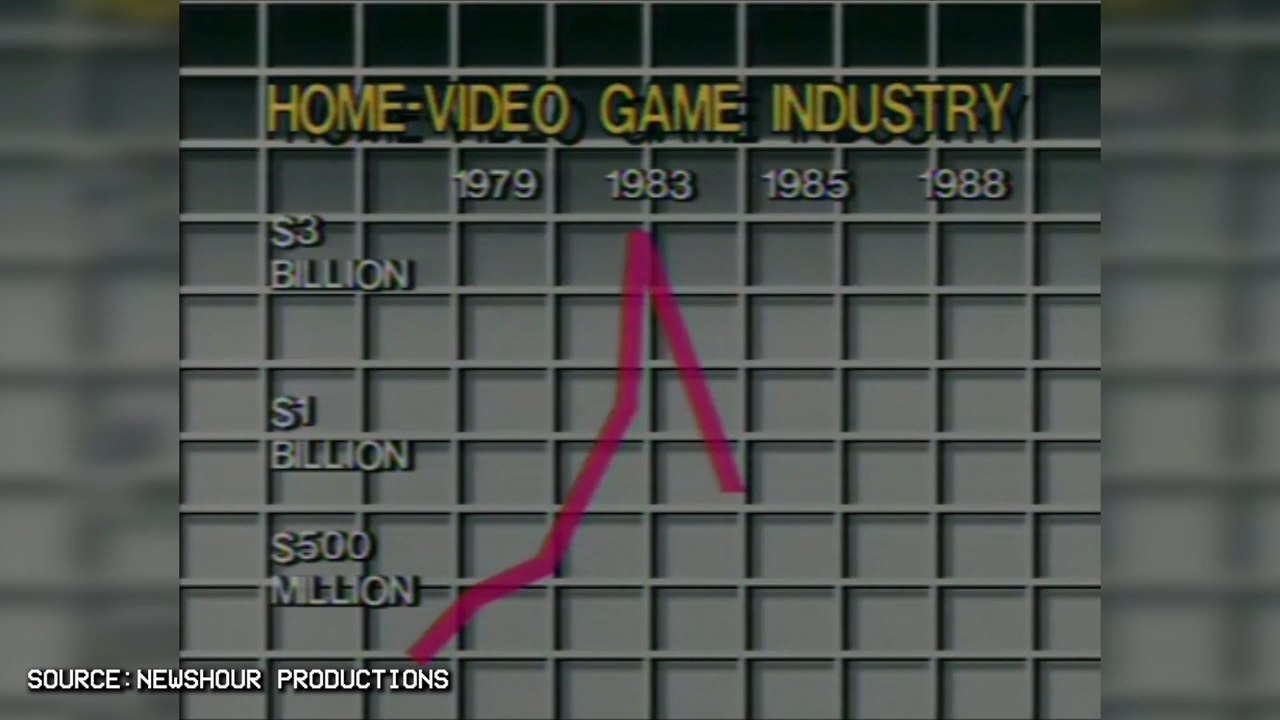 HOME-VIDEO GAME INDUSTRY
1979 1983 1985 1988
$3
BILLION
$1
BILLION
$500
MILLION
SOURCE: NEWSHOUR PRODUCTIONS